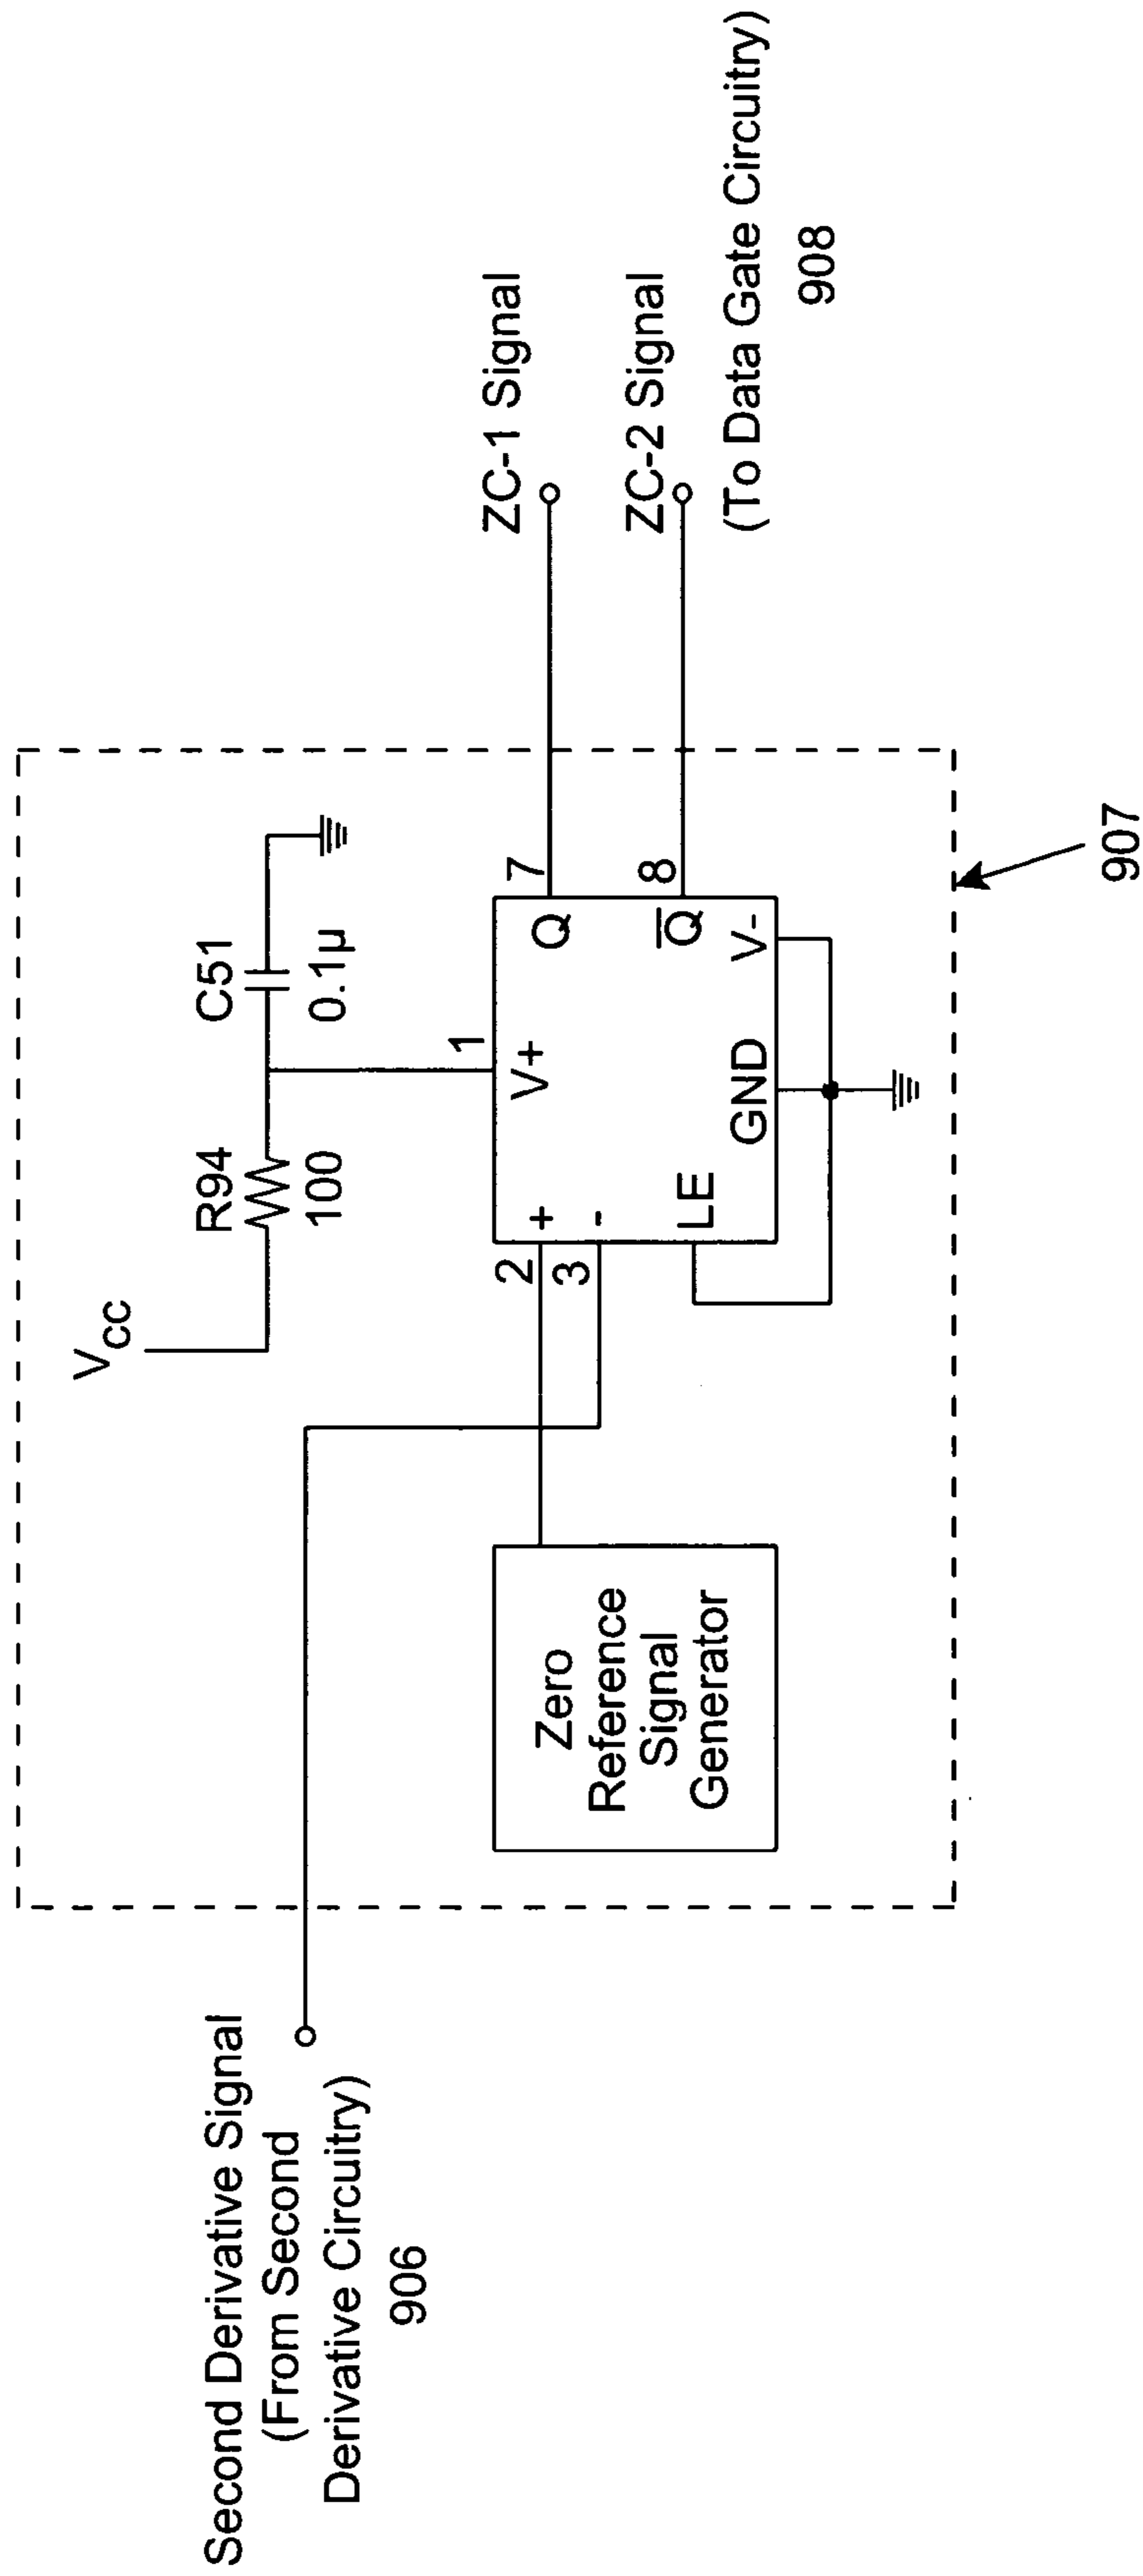 Second Derivative Signal
(From Second
Derivative Circuitry)
906
VCC
R94
100
C51
0.1μ
1
V+
2
+
3
-
LE
GND
V-
7
Q
8
Q̅
Zero
Reference
Signal
Generator
ZC-1 Signal
ZC-2 Signal
(To Data Gate Circuitry)
908
907